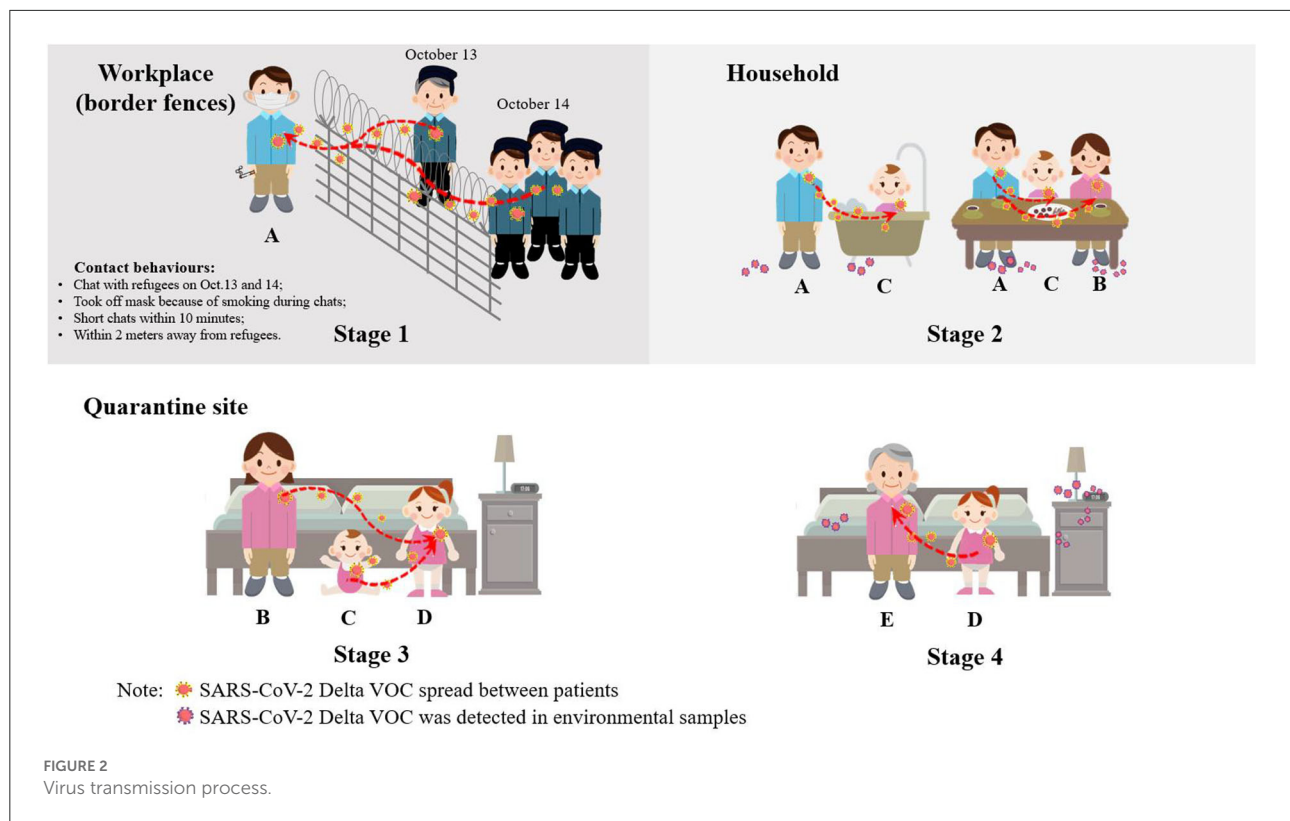 October 13
Workplace
(border fences)
October 14
A
Contact behaviours:
• Chat with refugees on Oct.13 and 14;
• Took off mask because of smoking during chats;
• Short chats within 10 minutes;
• Within 2 meters away from refugees.
Stage 1
Household
A
C
A
C
B
Stage 2
Quarantine site
B
C
D
Stage 3
E
D
Stage 4
Note: SARS-CoV-2 Delta VOC spread between patients
SARS-CoV-2 Delta VOC was detected in environmental samples
FIGURE 2
Virus transmission process.